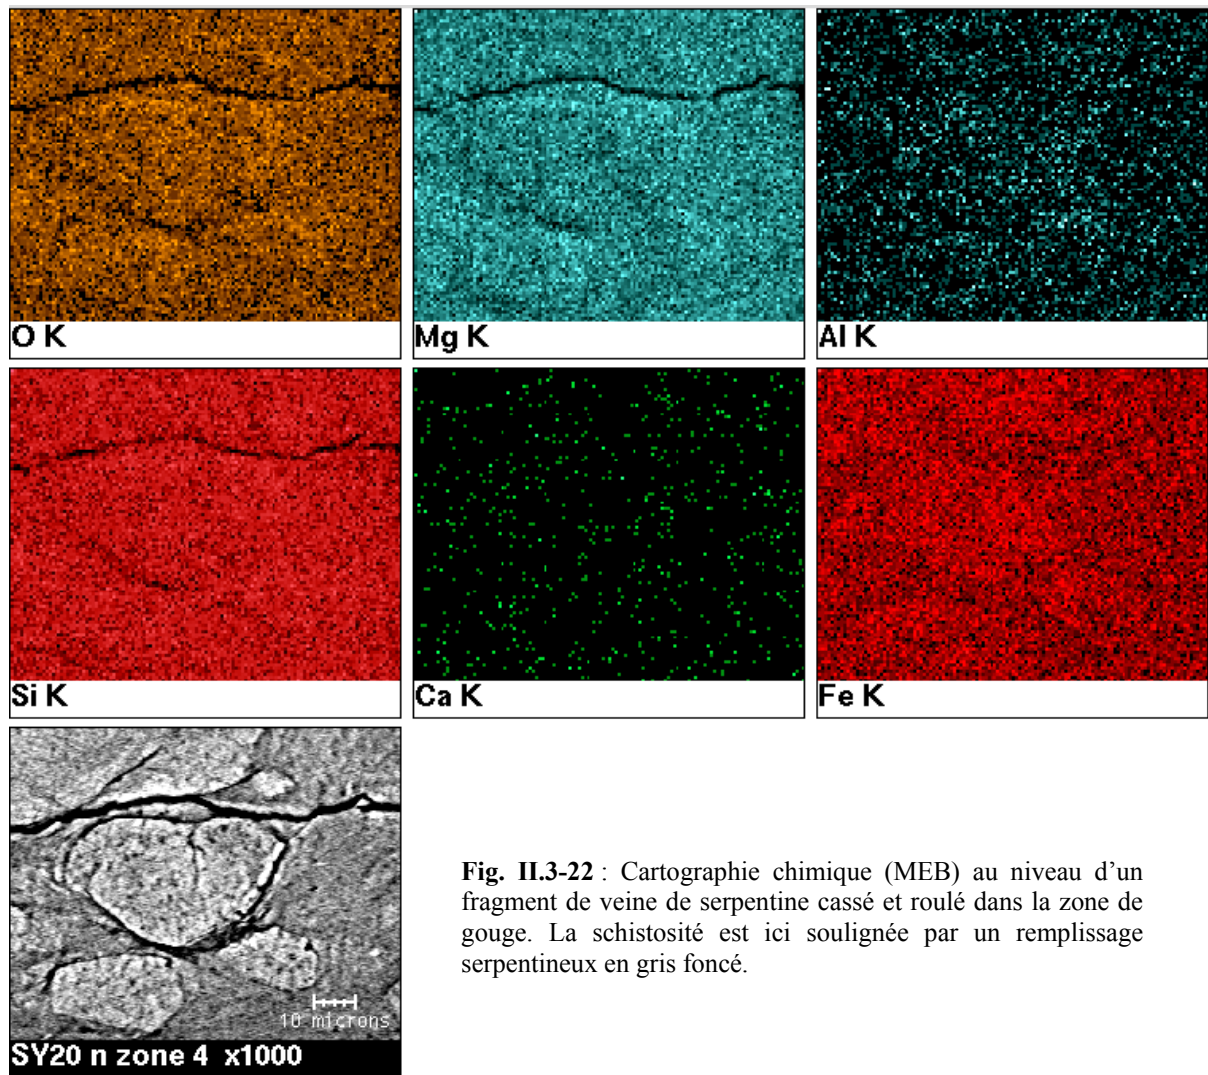 O K
Mg K
Al K
Si K
Ca K
Fe K
10 microns
SY20 n zone 4 x1000
Fig. II.3-22 : Cartographie chimique (MEB) au niveau d’un
fragment de veine de serpentine cassé et roulé dans la zone de
gouge. La schistosité est ici soulignée par un remplissage
serpentineux en gris foncé.